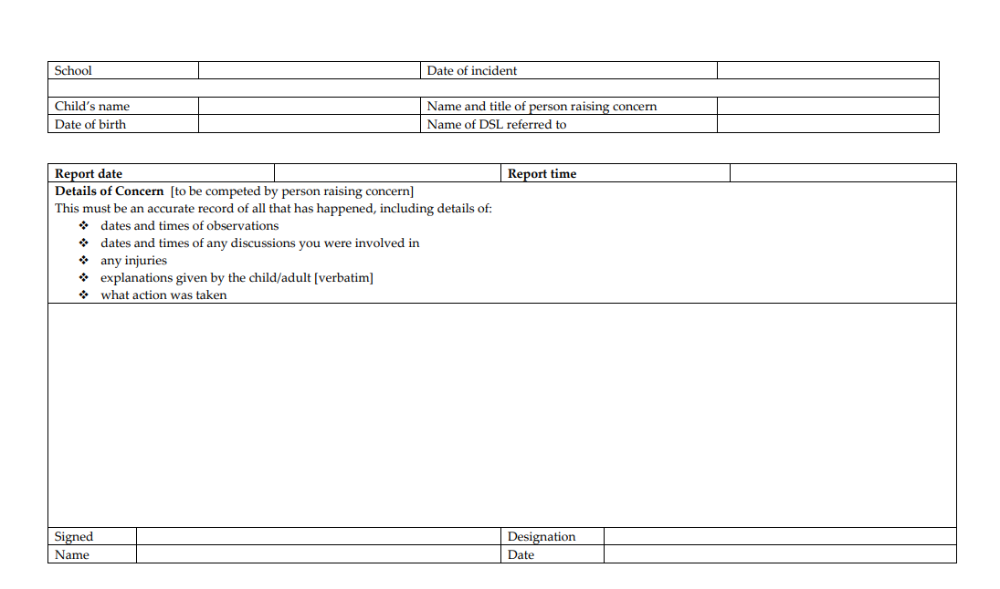 School Date of incident
Child's name Name and title of person raising concern
Date of birth Name of DSL referred to
Report date Report time
Details of Concern [to be competed by person raising concern]
This must be an accurate record of all that has happened, including details of:
❖ dates and times of observations
❖ dates and times of any discussions you were involved in
❖ any injuries
❖ explanations given by the child/adult [verbatim]
❖ what action was taken
Signed Designation
Name Date